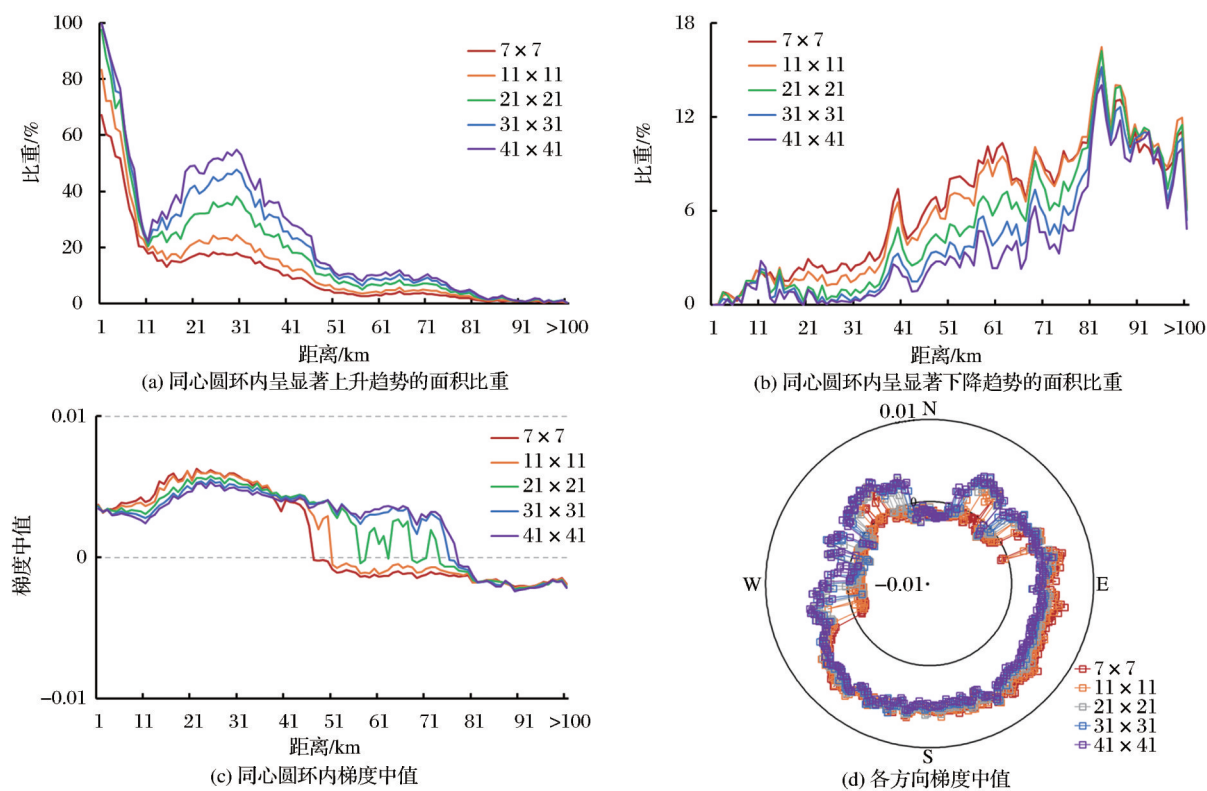 100
80
60
40
20
0
比重/%
7×7
11×11
21×21
31×31
41×41
1 11 21 31 41 51 61 71 81 91 >100
距离/km
(a) 同心圆环内呈显著上升趋势的面积比重
18
12
6
0
比重/%
7×7
11×11
21×21
31×31
41×41
1 11 21 31 41 51 61 71 81 91 >100
距离/km
(b) 同心圆环内呈显著下降趋势的面积比重
0.01
0
-0.01
梯度中值
7×7
11×11
21×21
31×31
41×41
1 11 21 31 41 51 61 71 81 91 >100
距离/km
(c) 同心圆环内梯度中值
0.01 N
0
W
-0.01
E
S
7×7
11×11
21×21
31×31
41×41
(d) 各方向梯度中值